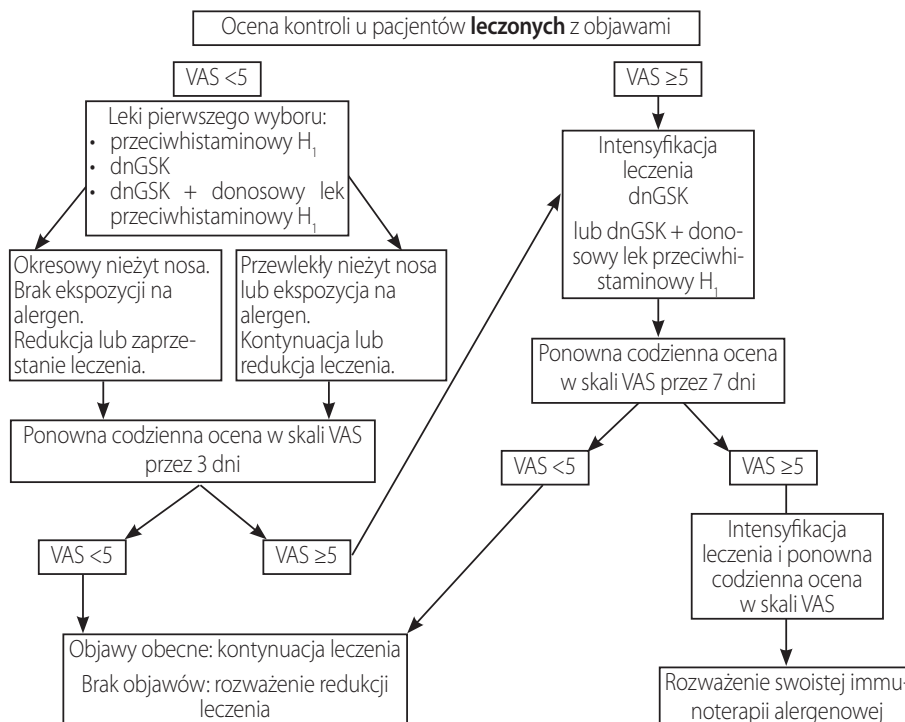 Ocena kontroli u pacjentów leczonych z objawami
VAS <5
Leki pierwszego wyboru:
• przeciwhistaminowy H₁
• dnGSK
• dnGSK + donosowy lek
przeciwhistaminowy H₁
Okresowy nieżyt nosa.
Brak ekspozycji na
alergen.
Redukcja lub zaprze-
stanie leczenia.
Przewlekły nieżyt nosa
lub ekspozycja na
alergen.
Kontynuacja lub
redukcja leczenia.
Ponowna codzienna ocena w skali VAS
przez 3 dni
VAS <5
VAS ≥5
Objawy obecne: kontynuacja leczenia
Brak objawów: rozważenie redukcji
leczenia
VAS ≥5
Intensyfikacja
leczenia
dnGSK
lub dnGSK + dono-
sowy lek przeciwhi-
staminowy H₁
Ponowna codzienna ocena
w skali VAS przez 7 dni
VAS <5
VAS ≥5
Intensyfikacja
leczenia i ponowna
codzienna ocena
w skali VAS
Rozważenie swoistej immu-
noterapii alergenowej